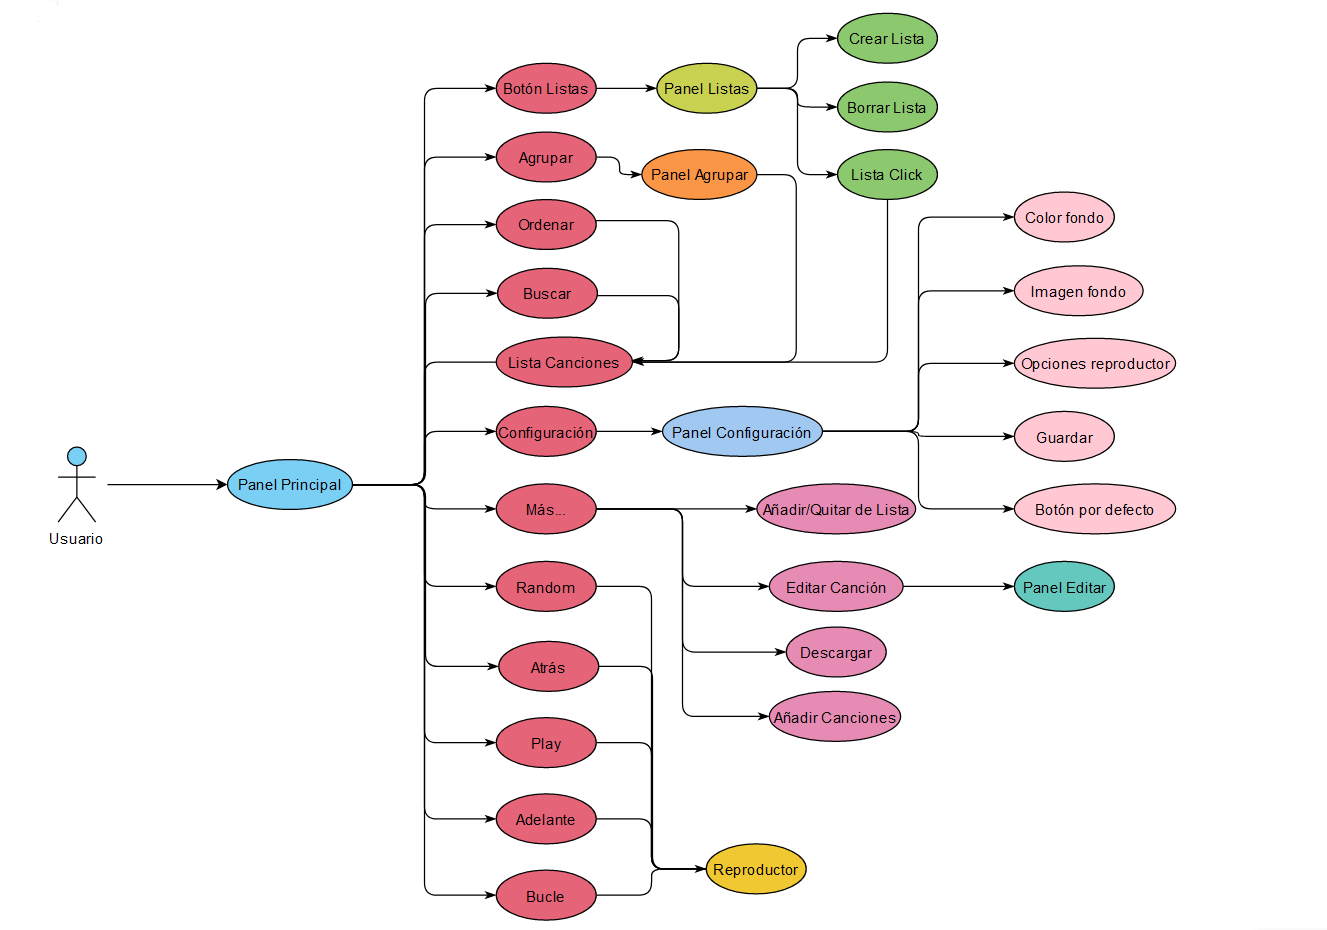 Crear Lista
Botón Listas
Panel Listas
Borrar Lista
Agrupar
Panel Agrupar
Lista Click
Ordenar
Color fondo
Buscar
Imagen fondo
Lista Canciones
Opciones reproductor
Configuración
Panel Configuración
Guardar
Panel Principal
Más...
Añadir/Quitar de Lista
Botón por defecto
Usuario
Random
Editar Canción
Panel Editar
Atrás
Descargar
Añadir Canciones
Play
Adelante
Reproductor
Bucle